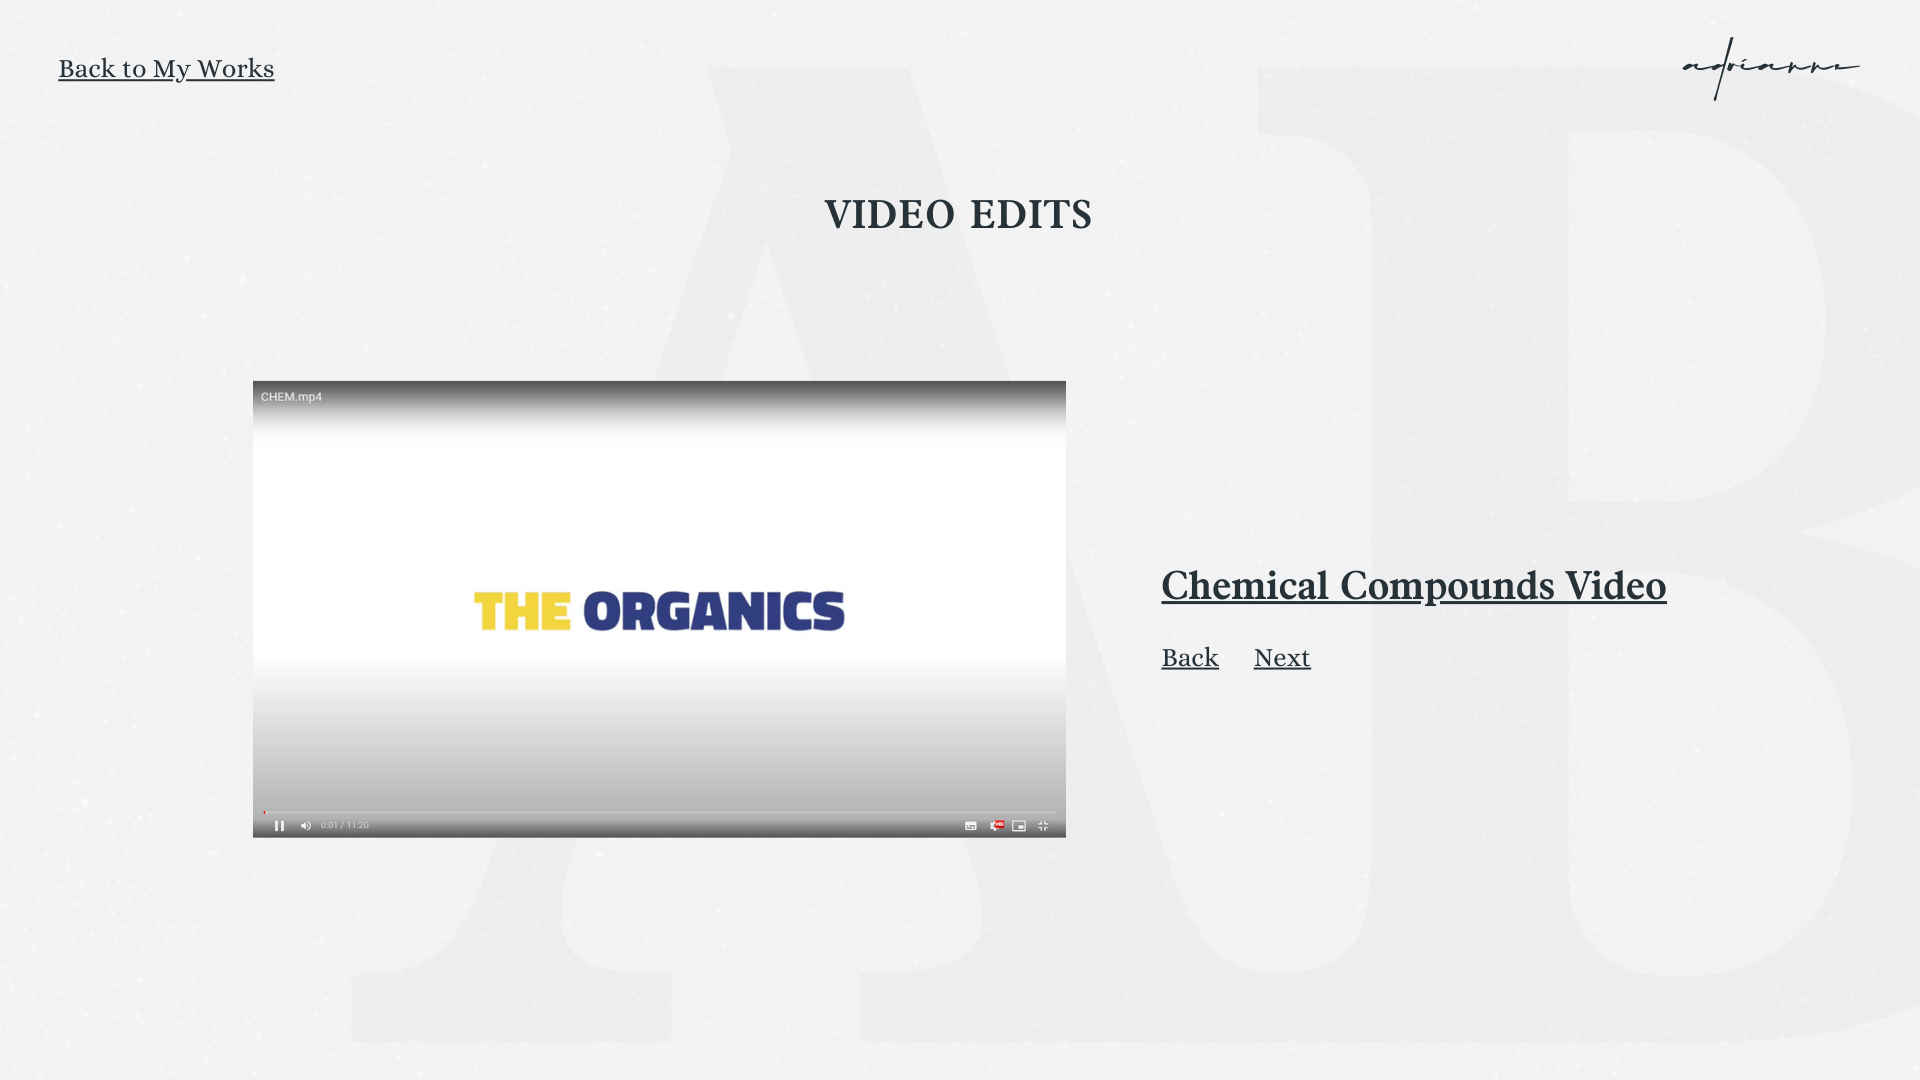 Back to My Works
adrianne
VIDEO EDITS
CHEM.mp4
THE ORGANICS
0:01 / 11:20
Chemical Compounds Video
Back Next
AB